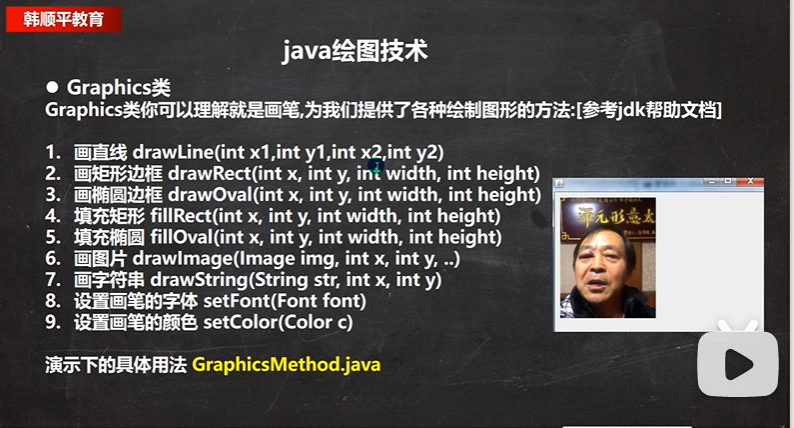 韩顺平教育
java绘图技术
● Graphics类
Graphics类你可以理解就是画笔,为我们提供了各种绘制图形的方法:[参考jdk帮助文档]
1. 画直线 drawLine(int x1,int y1,int x2,int y2)
2. 画矩形边框 drawRect(int x, int y, int width, int height)
3. 画椭圆边框 drawOval(int x, int y, int width, int height)
4. 填充矩形 fillRect(int x, int y, int width, int height)
5. 填充椭圆 fillOval(int x, int y, int width, int height)
6. 画图片 drawImage(Image img, int x, int y, ..)
7. 画字符串 drawString(String str, int x, int y)
8. 设置画笔的字体 setFont(Font font)
9. 设置画笔的颜色 setColor(Color c)
演示下的具体用法 GraphicsMethod.java
浑元形意太